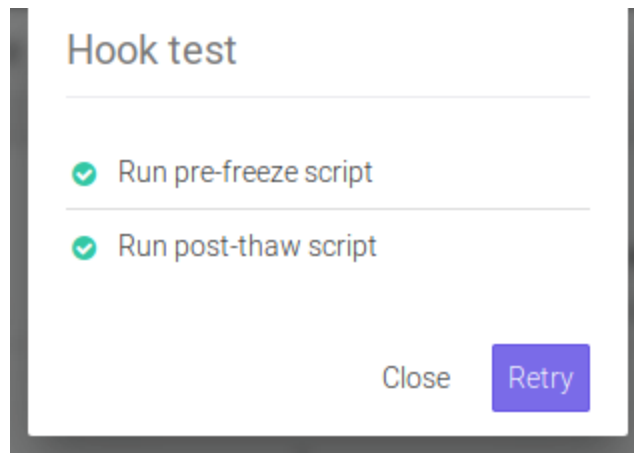 Hook test
Run pre-freeze script
Run post-thaw script
Close
Retry